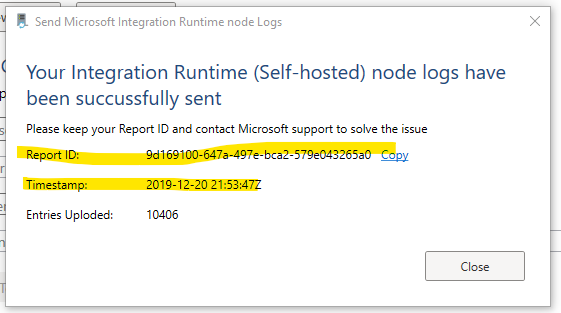 Send Microsoft Integration Runtime node Logs
Your Integration Runtime (Self-hosted) node logs have
been succussfully sent
Please keep your Report ID and contact Microsoft support to solve the issue
Report ID: 9d169100-647a-497e-bca2-579e043265a0 Copy
Timestamp: 2019-12-20 21:53:47Z
Entries Uploded: 10406
Close